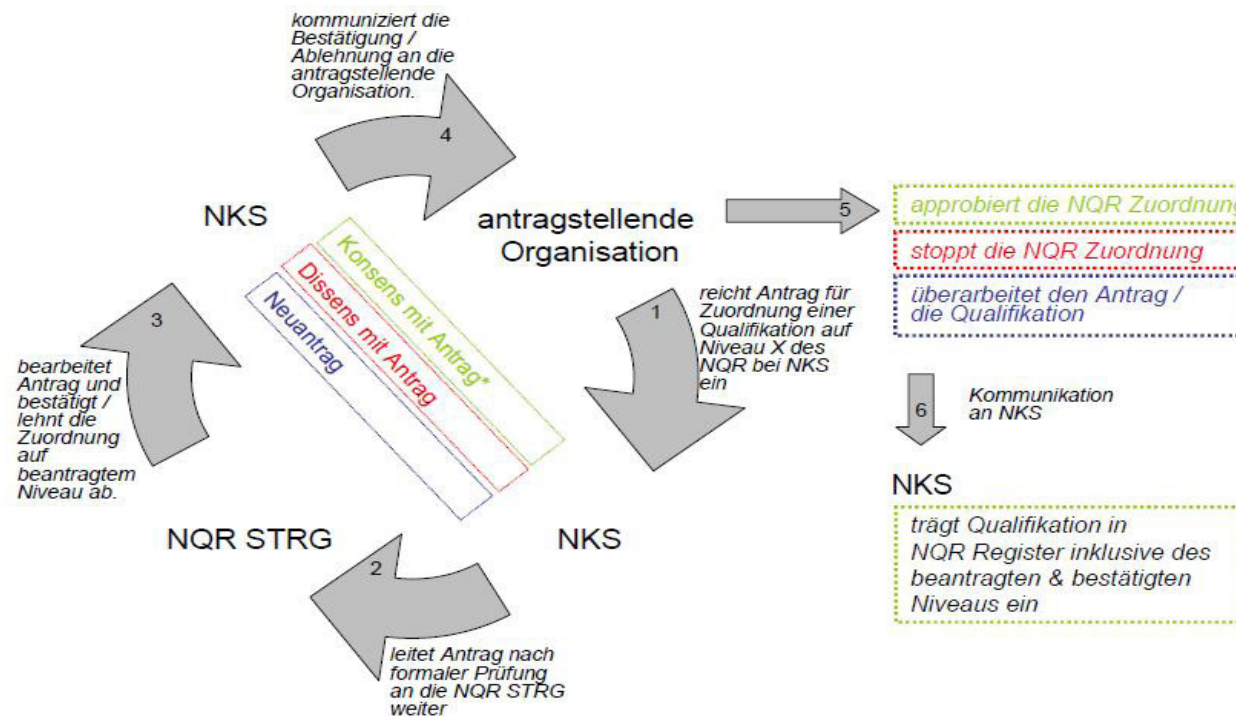 kommuniziert die
Bestätigung /
Ablehnung an die
antragstellende
Organisation.
4
NKS
antragstellende
Organisation
5
approbiert die NQR Zuordnung
stoppt die NQR Zuordnung
überarbeitet den Antrag /
die Qualifikation
Konsens mit Antrag*
Dissens mit Antrag
Neuantrag
1
reicht Antrag für
Zuordnung einer
Qualifikation auf
Niveau X des
NQR bei NKS
ein
3
bearbeitet
Antrag und
bestätigt /
lehnt die
Zuordnung
auf
beantragtem
Niveau ab.
6
Kommunikation
an NKS
NKS
trägt Qualifikation in
NQR Register inklusive des
beantragten & bestätigten
Niveaus ein
NQR STRG
NKS
2
leitet Antrag nach
formaler Prüfung
an die NQR STRG
weiter